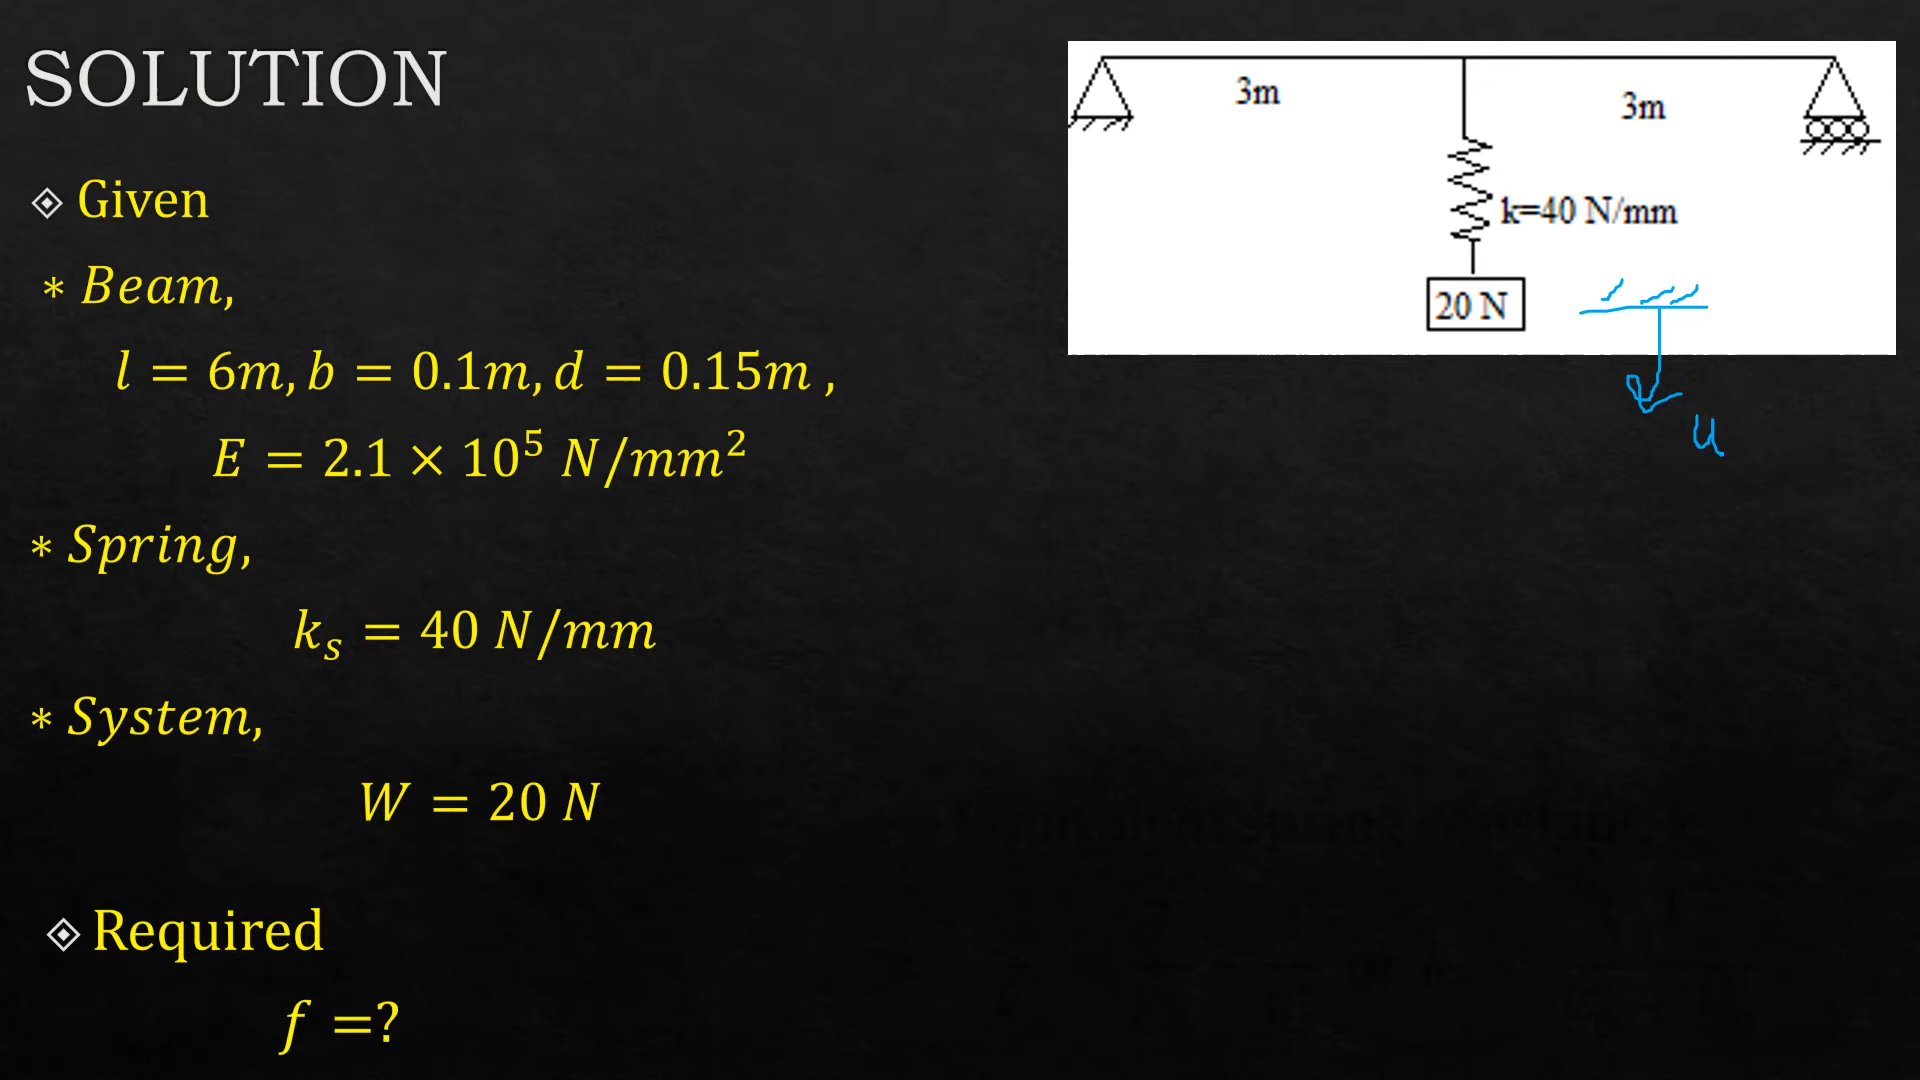 SOLUTION
Given
* Beam,
l = 6m, b = 0.1m, d = 0.15m ,
E = 2.1 × 10⁵ N/mm²
* Spring,
kₛ = 40 N/mm
* System,
W = 20 N
Required
f =?
3m
3m
k=40 N/mm
20 N
u